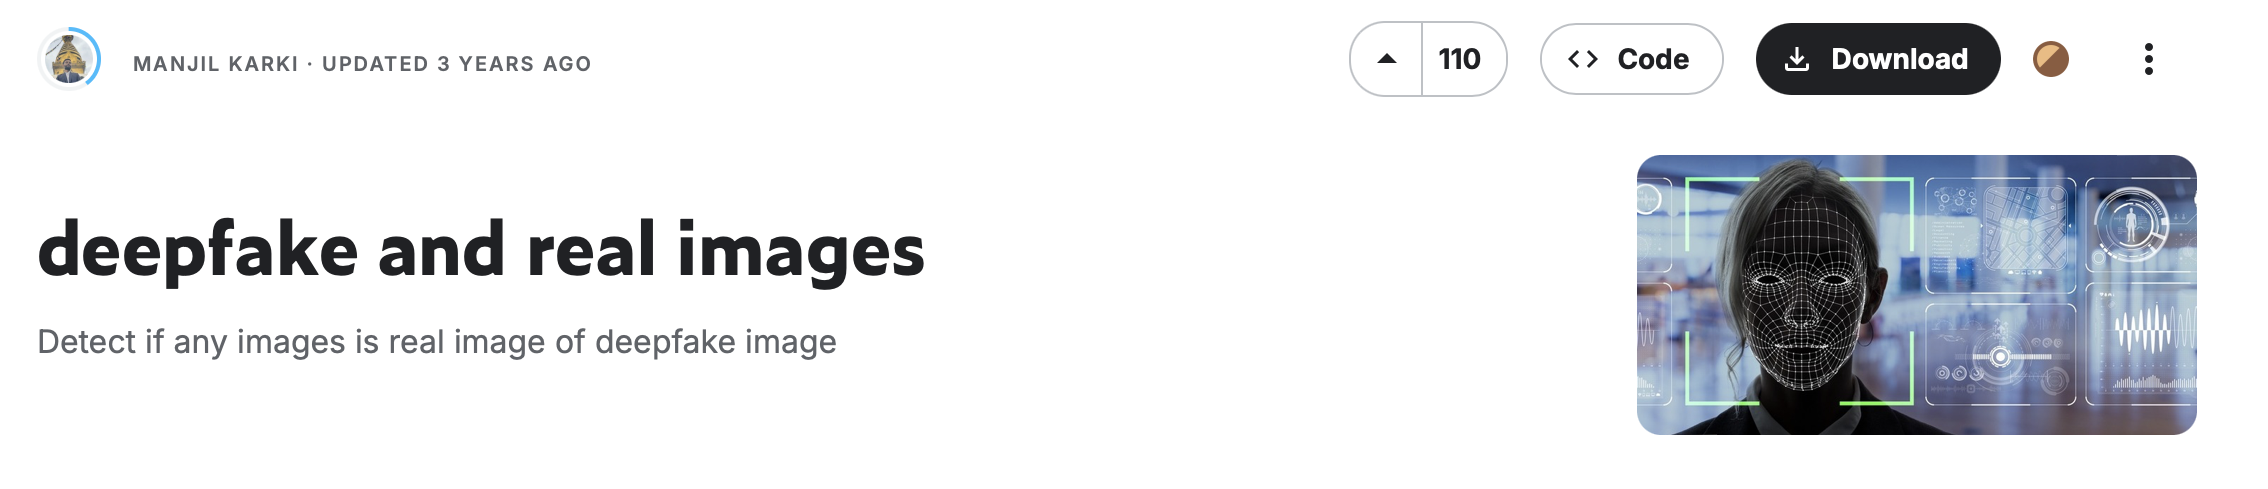 MANJIL KARKI · UPDATED 3 YEARS AGO
110
Code
Download
deepfake and real images
Detect if any images is real image of deepfake image